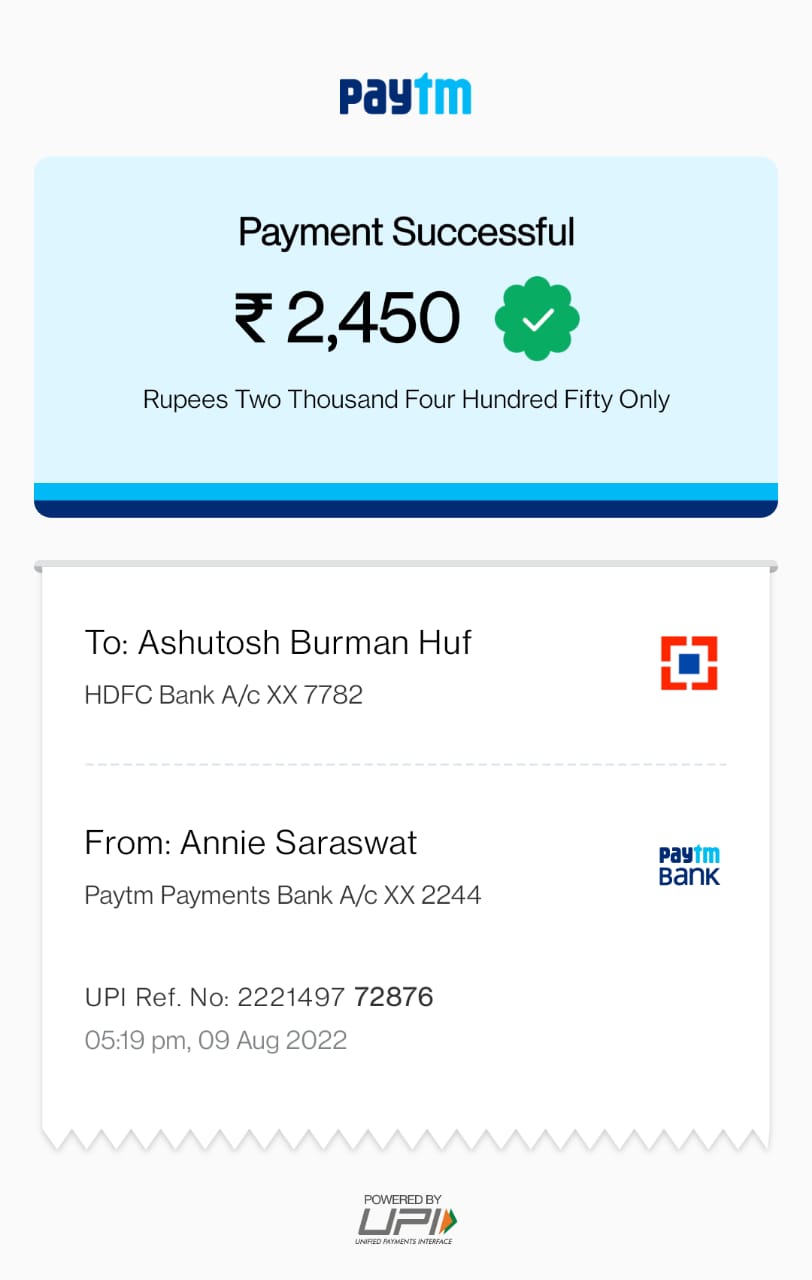 paytm
Payment Successful
₹ 2,450
Rupees Two Thousand Four Hundred Fifty Only
To: Ashutosh Burman Huf
HDFC Bank A/c XX 7782
From: Annie Saraswat
Paytm Payments Bank A/c XX 2244
paytm
BANK
UPI Ref. No: 2221497 72876
05:19 pm, 09 Aug 2022
POWERED BY
UPI
UNIFIED PAYMENTS INTERFACE